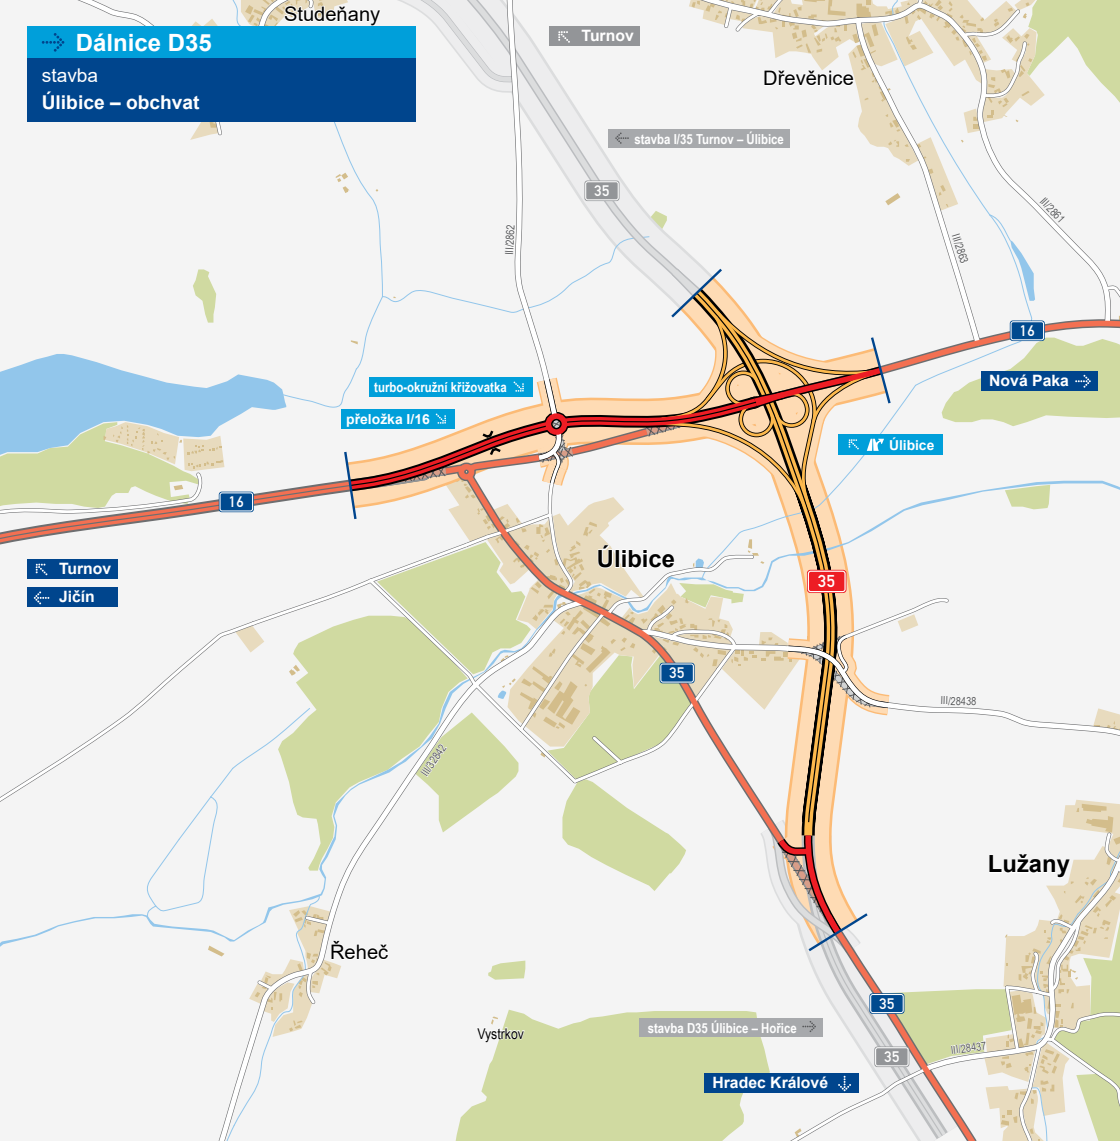 Studeňany
Dálnice D35
stavba
Úlibice – obchvat
Turnov
Dřevěnice
stavba I/35 Turnov – Úlibice
35
III/2862
III/2863
III/2861
16
Nová Paka
turbo-okružní křižovatka
přeložka I/16
Úlibice
16
Úlibice
Turnov
Jičín
35
35
III/28438
III/32842
Lužany
Řeheč
35
Vystrkov
stavba D35 Úlibice – Hořice
35
III/28437
Hradec Králové